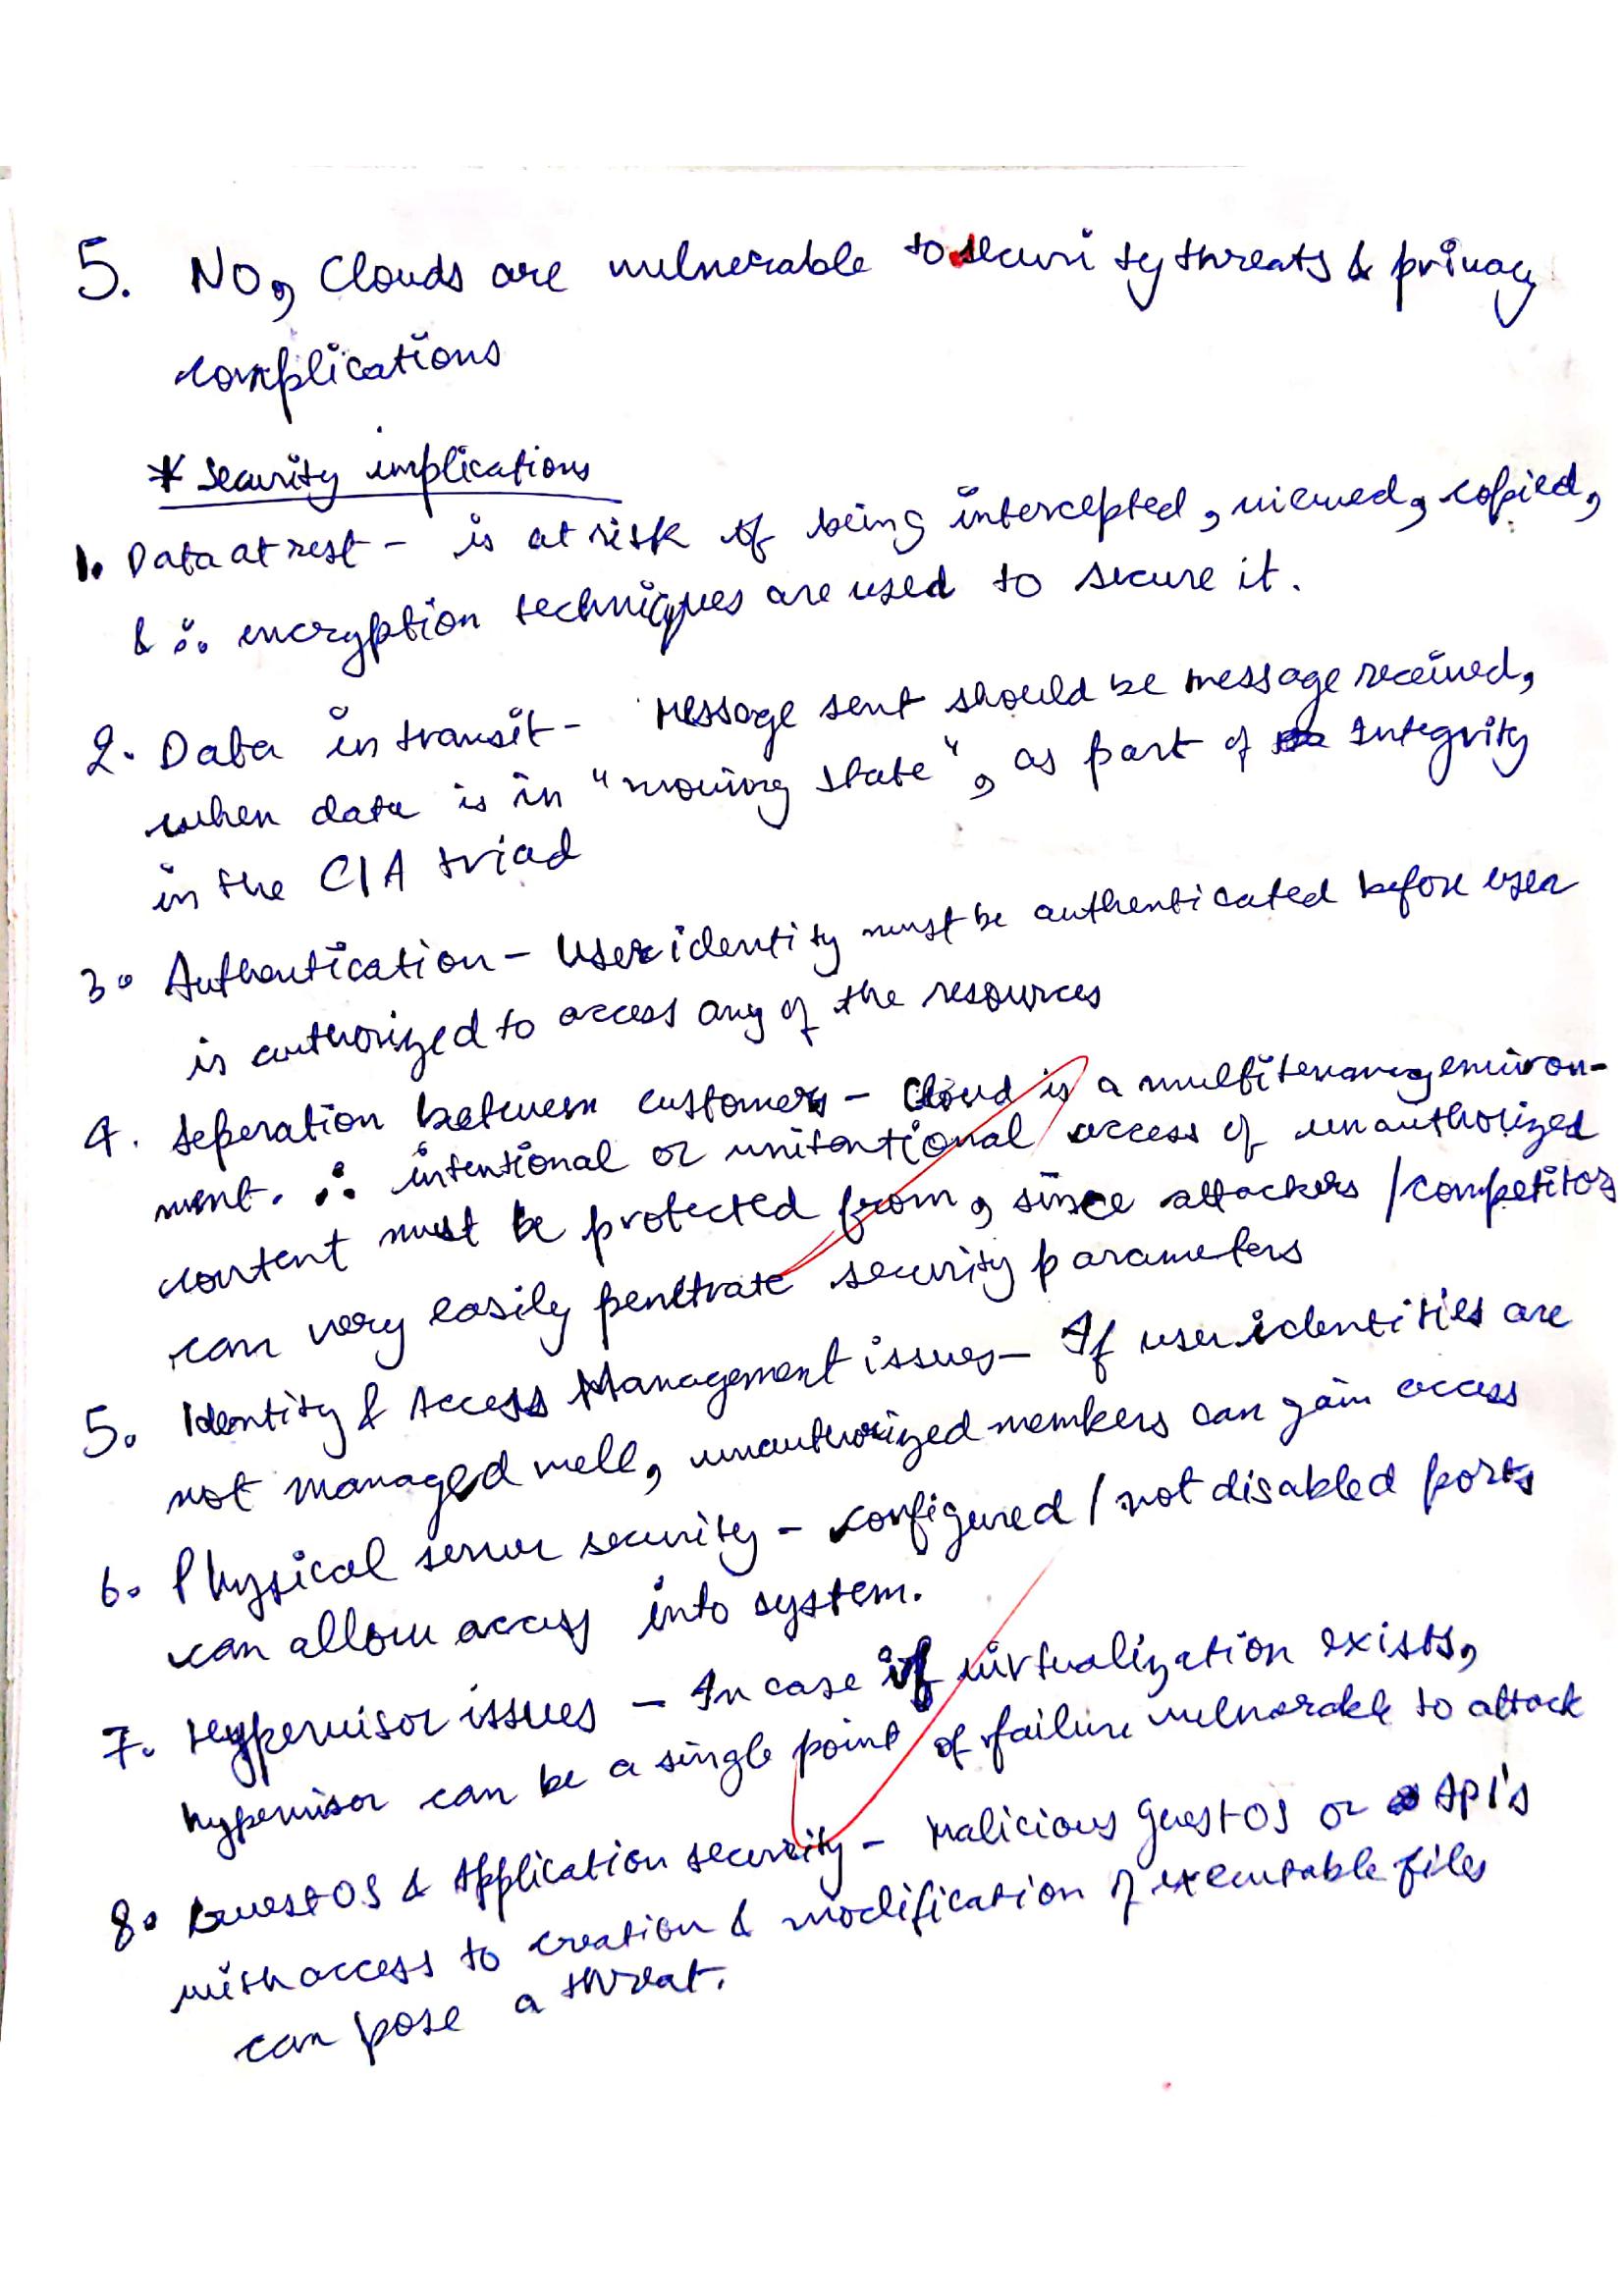 5. No, Clouds are vulnerable to security threats & privacy
complications
* Security implications
1. Data at rest - is at risk of being intercepted, viewed, copied,
& ∴ encryption techniques are used to secure it.
2. Data in transit - Message sent should be message received,
when data is in "moving state", as part of Integrity
in the CIA triad
3. Authentication - User identity must be authenticated before user
is authorized to access any of the resources
4. Seperation between customers - Cloud is a multitenancy environ-
ment. ∴ intentional or unitentional access of unauthorized
content must be protected from, since attackers / competitors
can very easily penetrate security parameters
5. Identity & Access Management issues - If user identities are
not managed well, unauthorized members can gain access
6. Physical server security - configured / not disabled ports
can allow access into system.
7. Hypervisor issues - In case if virtualization exists,
hypervisor can be a single point of failure vulnerable to attack
8. Guest OS & Application security - Malicious guest OS or API's
with access to creation & modification of executable files
can pose a threat.